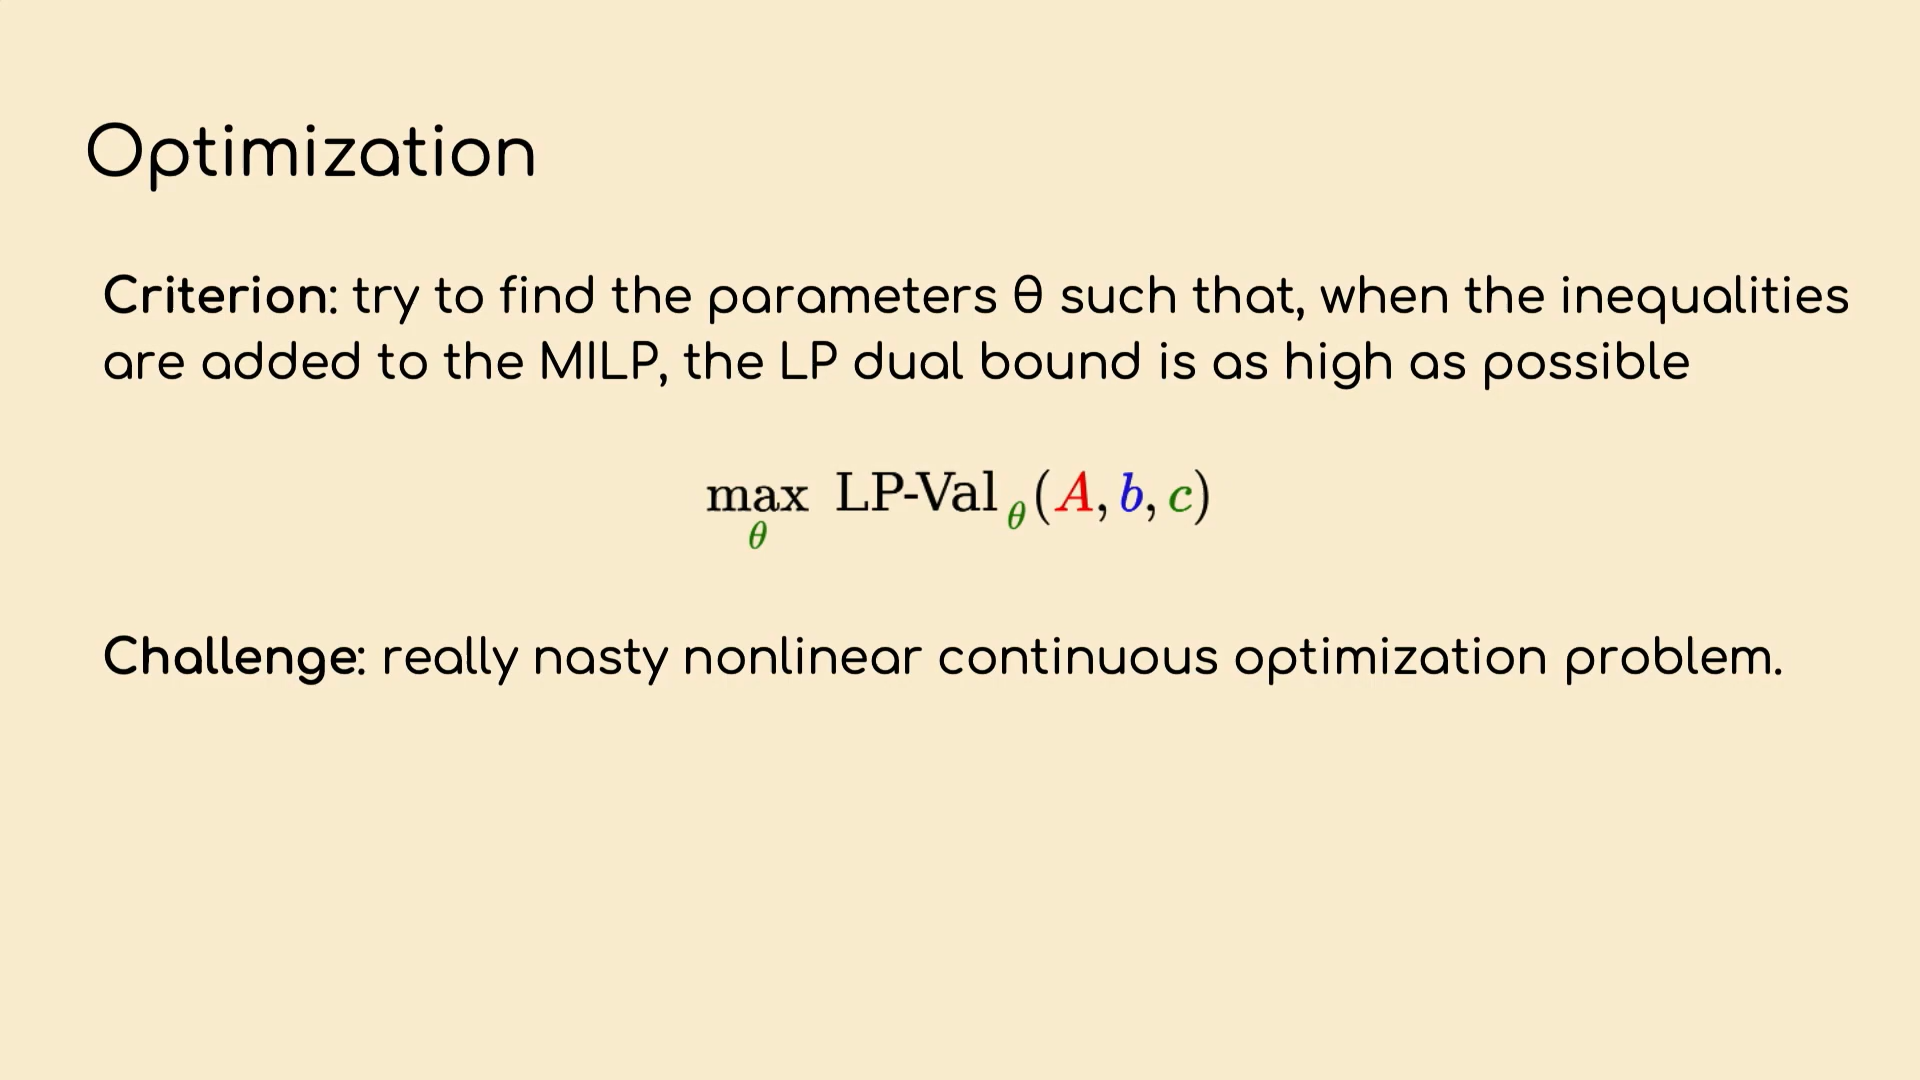 Optimization
Criterion: try to find the parameters θ such that, when the inequalities
are added to the MILP, the LP dual bound is as high as possible
max LP-Val θ (A, b, c)
θ
Challenge: really nasty nonlinear continuous optimization problem.